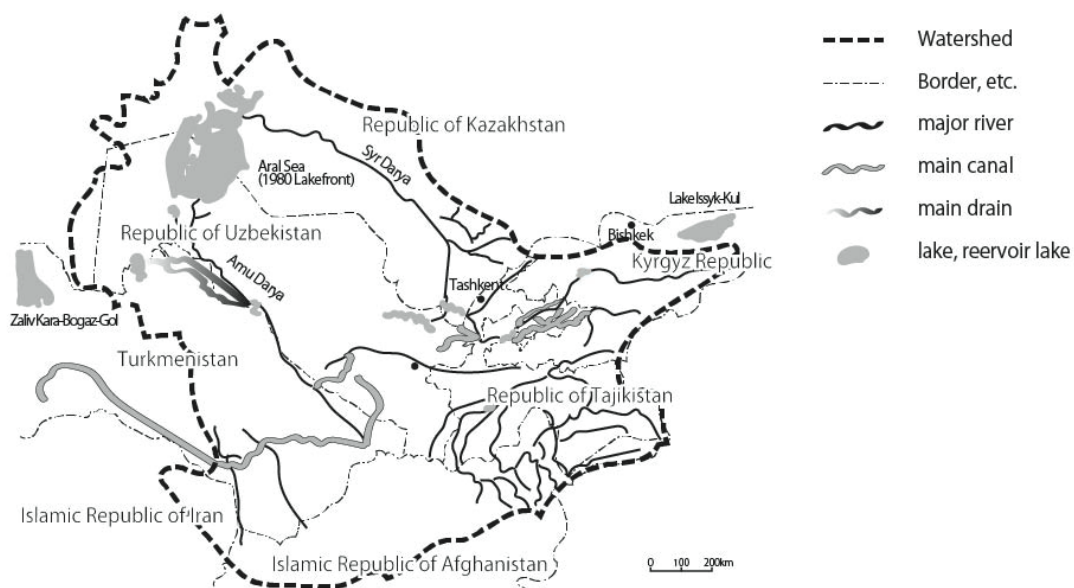 Watershed
Border, etc.
major river
main canal
main drain
lake, reervoir lake
Republic of Kazakhstan
Syr Darya
Aral Sea
(1980 Lakefront)
Lake Issyk-Kul
Bishkek
Republic of Uzbekistan
Kyrgyz Republic
Amu Darya
Tashkent
Zaliv Kara-Bogaz-Gol
Turkmenistan
Republic of Tajikistan
Islamic Republic of Iran
Islamic Republic of Afghanistan
0 100 200km